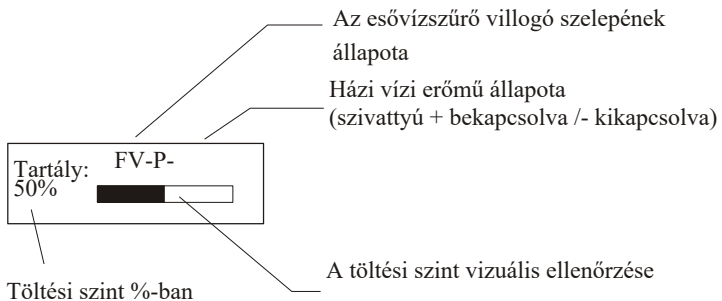 Az esővízszűrő villogó szelepének
állapota
Házi vízi erőmű állapota
(szivattyú + bekapcsolva /- kikapcsolva)
FV-P-
Tartály:
50%
A töltési szint vizuális ellenőrzése
Töltési szint %-ban